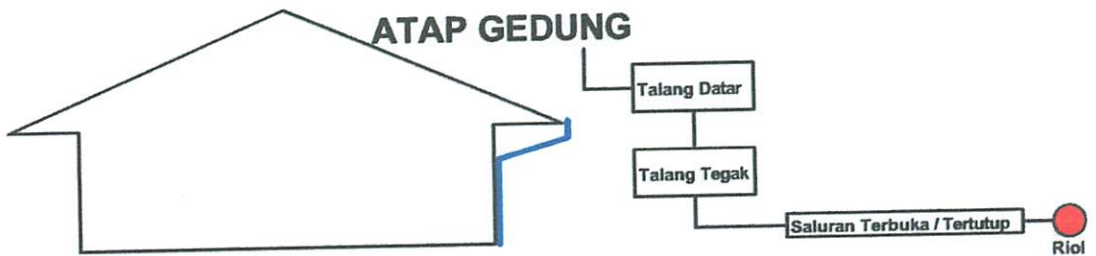 ATAP GEDUNG
Talang Datar
Talang Tegak
Saluran Terbuka / Tertutup
Riol